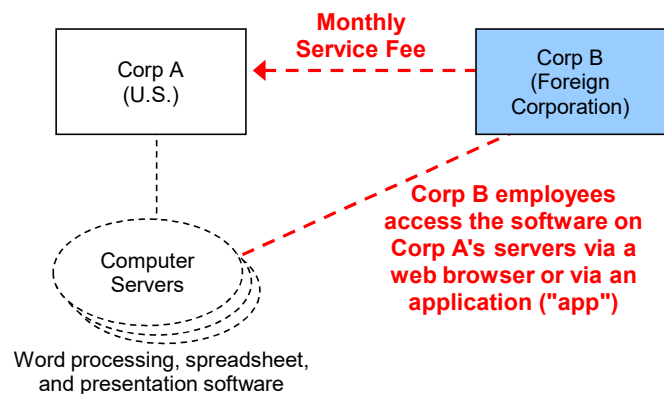 Monthly
Service Fee
Corp A
(U.S.)
Corp B
(Foreign
Corporation)
Corp B employees
access the software on
Corp A's servers via a
web browser or via an
application ("app")
Computer
Servers
Word processing, spreadsheet,
and presentation software